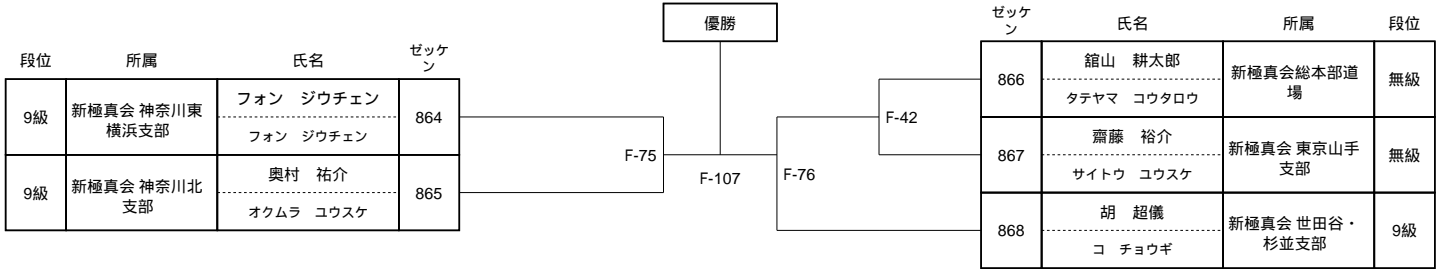 優勝
段位 所属 氏名 ゼッケ
ン
9級 新極真会 神奈川東
横浜支部 フォン ジウチェン
フォン ジウチェン 864
9級 新極真会 神奈川北
支部 奥村 祐介
オクムラ ユウスケ 865
F-75
F-107
F-76
F-42
ゼッケ
ン 氏名 所属 段位
866 舘山 耕太郎
タテヤマ コウタロウ 新極真会総本部道
場 無級
867 齋藤 裕介
サイトウ ユウスケ 新極真会 東京山手
支部 無級
868 胡 超儀
コ チョウギ 新極真会 世田谷・
杉並支部 9級